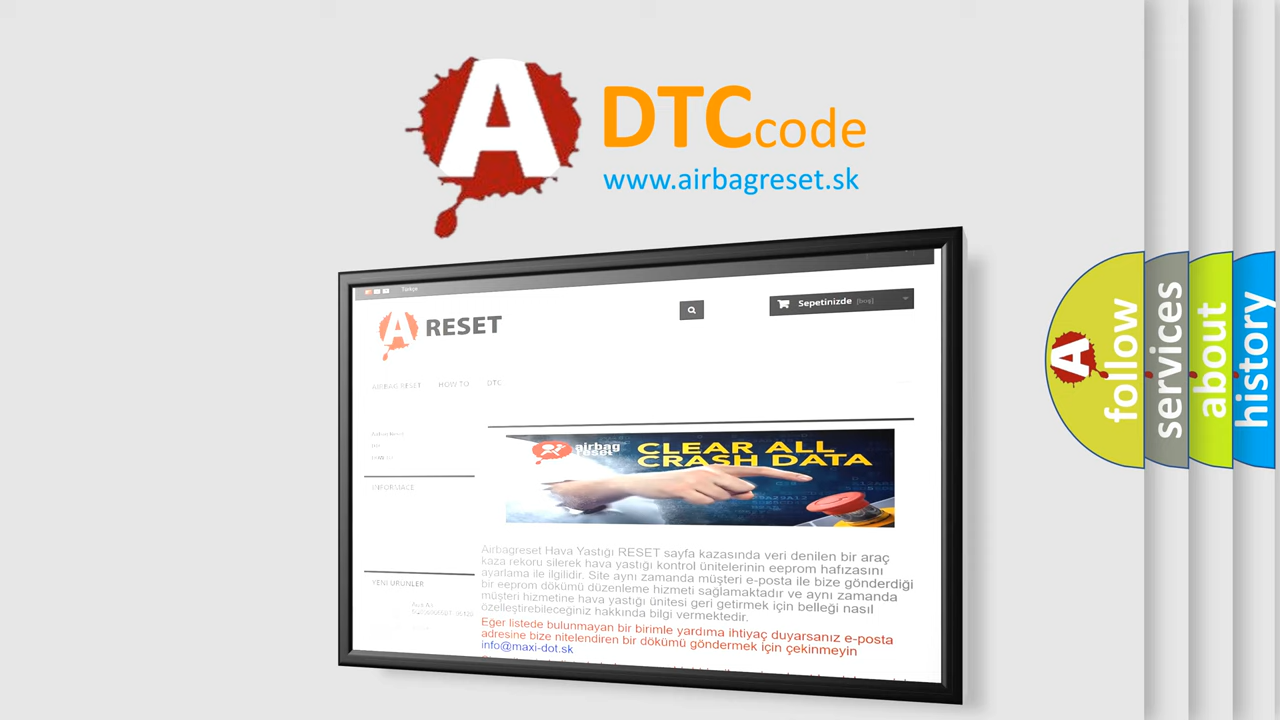 A DTCcode
www.airbagreset.sk
Türkçe
A RESET
Sepetinizde [boş]
AIRBAG RESET HOW TO DTC
INFORMACE
airbag
reset
CLEAR ALL
CRASH DATA
Airbagreset Hava Yastığı RESET sayfa kazasında veri denilen bir araç
kaza rekoru silerek hava yastığı kontrol ünitelerinin eeprom hafızasını
ayarlama ile ilgilidir. Site aynı zamanda müşteri e-posta ile bize gönderdiği
bir eeprom dökümü düzenleme hizmeti sağlamaktadır ve aynı zamanda
müşteri hizmetine hava yastığı ünitesi geri getirmek için belleği nasıl
özelleştirebileceginiz hakkında bilgi vermektedir.
Eger listede bulunmayan bir birimle yardıma ihtiyaç duyarsanız e-posta
adresine bize nitelendiren bir dökümü göndermek için çekinmeyin
info@maxi-dot.sk
YENI ÜRÜNLER
A follow
services
about
history